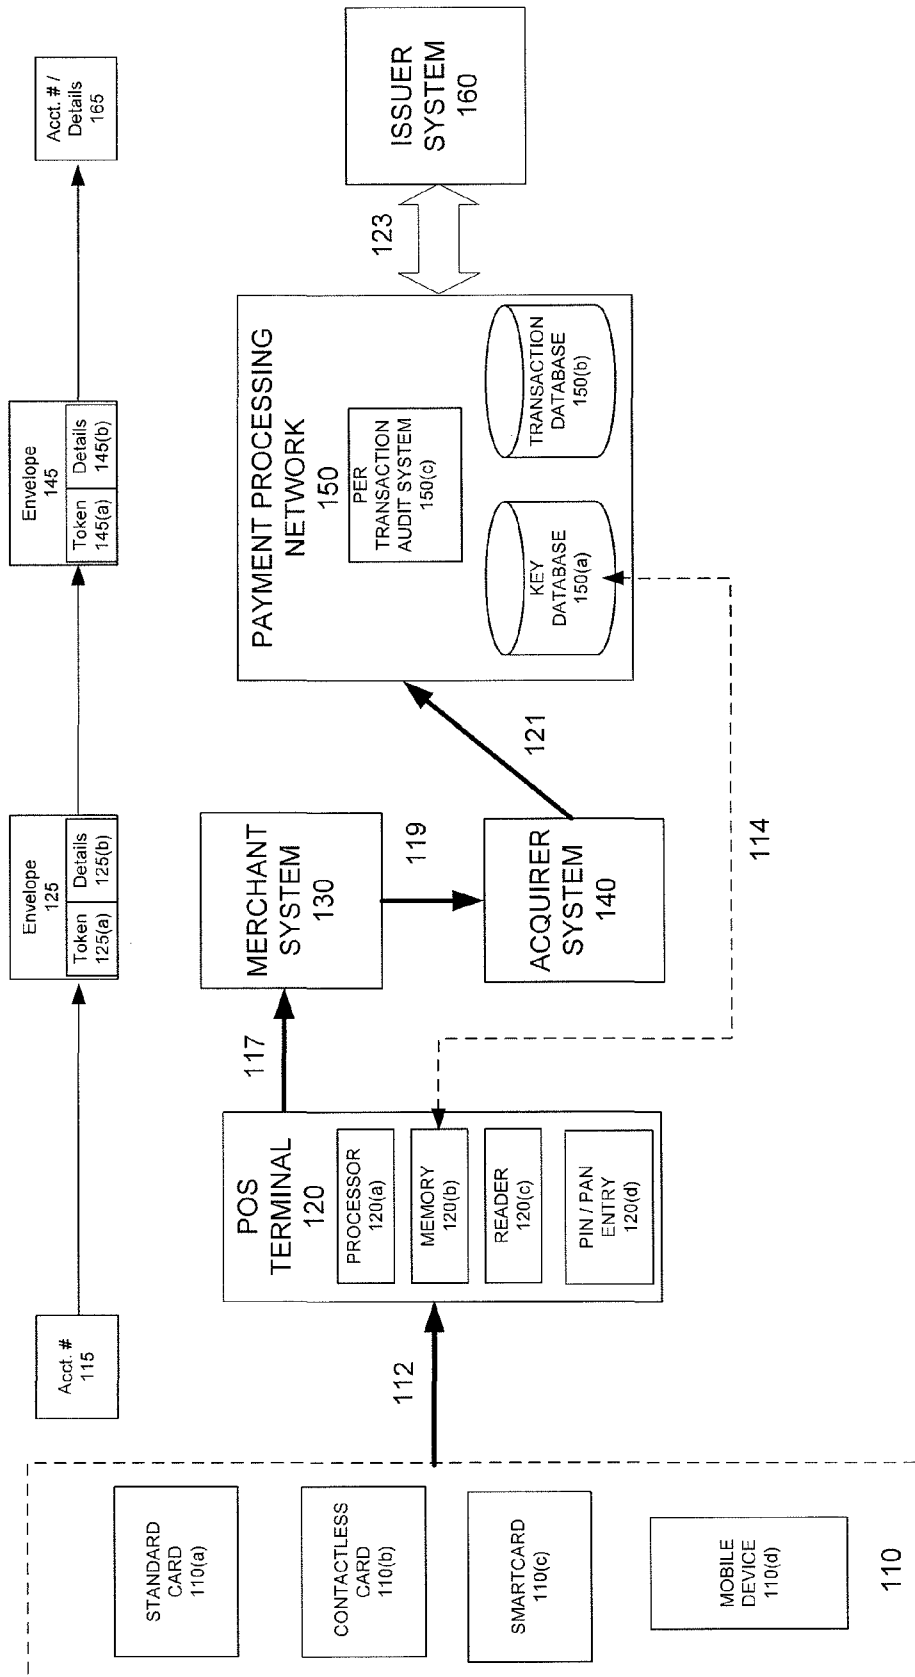 Acct. #
115
Envelope
125
Token
125(a)
Details
125(b)
Envelope
145
Token
145(a)
Details
145(b)
Acct. # /
Details
165
STANDARD
CARD
110(a)
CONTACTLESS
CARD
110(b)
SMARTCARD
110(c)
MOBILE
DEVICE
110(d)
110
112
POS
TERMINAL
120
PROCESSOR
120(a)
MEMORY
120(b)
READER
120(c)
PIN / PAN
ENTRY
120(d)
117
MERCHANT
SYSTEM
130
119
ACQUIRER
SYSTEM
140
121
114
PAYMENT PROCESSING
NETWORK
150
PER
TRANSACTION
AUDIT SYSTEM
150(c)
KEY
DATABASE
150(a)
TRANSACTION
DATABASE
150(b)
123
ISSUER
SYSTEM
160